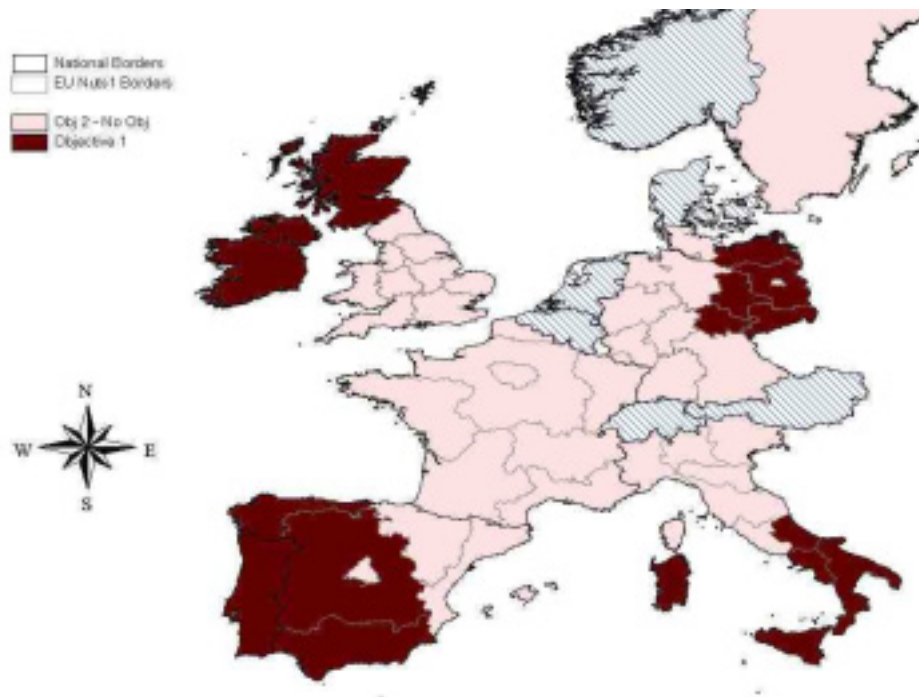 National Borders
EU Nuts1 Borders
Obj 2 - No Obj
Objective 1
N
W
E
S